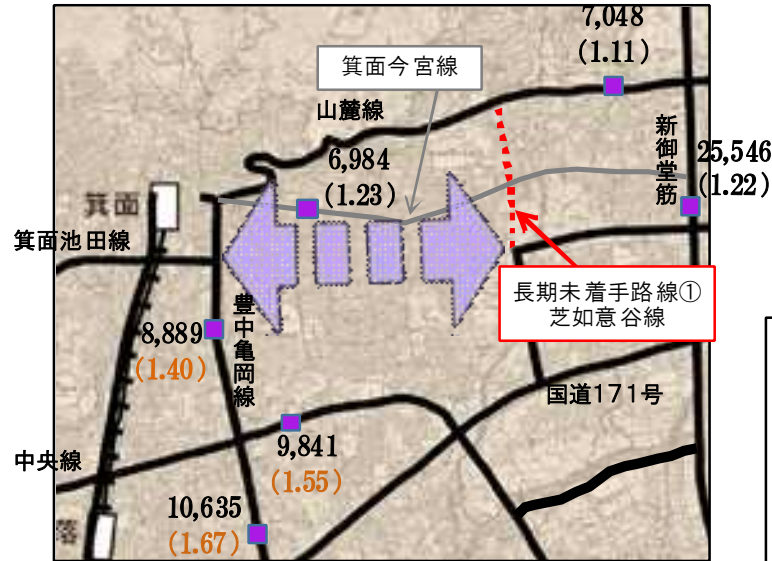 7,048
(1.11)
箕面今宮線
山麓線
新御堂筋
25,546
(1.22)
6,984
(1.23)
箕面
箕面池田線
長期未着手路線①
芝如意谷線
豊中亀岡線
8,889
(1.40)
国道171号
9,841
(1.55)
中央線
10,635
(1.67)
落